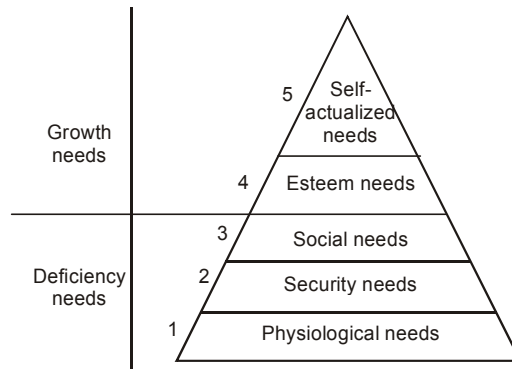 5
Self-
actualized
needs
Growth
needs
4
Esteem needs
3
Social needs
Deficiency
needs
2
Security needs
1
Physiological needs